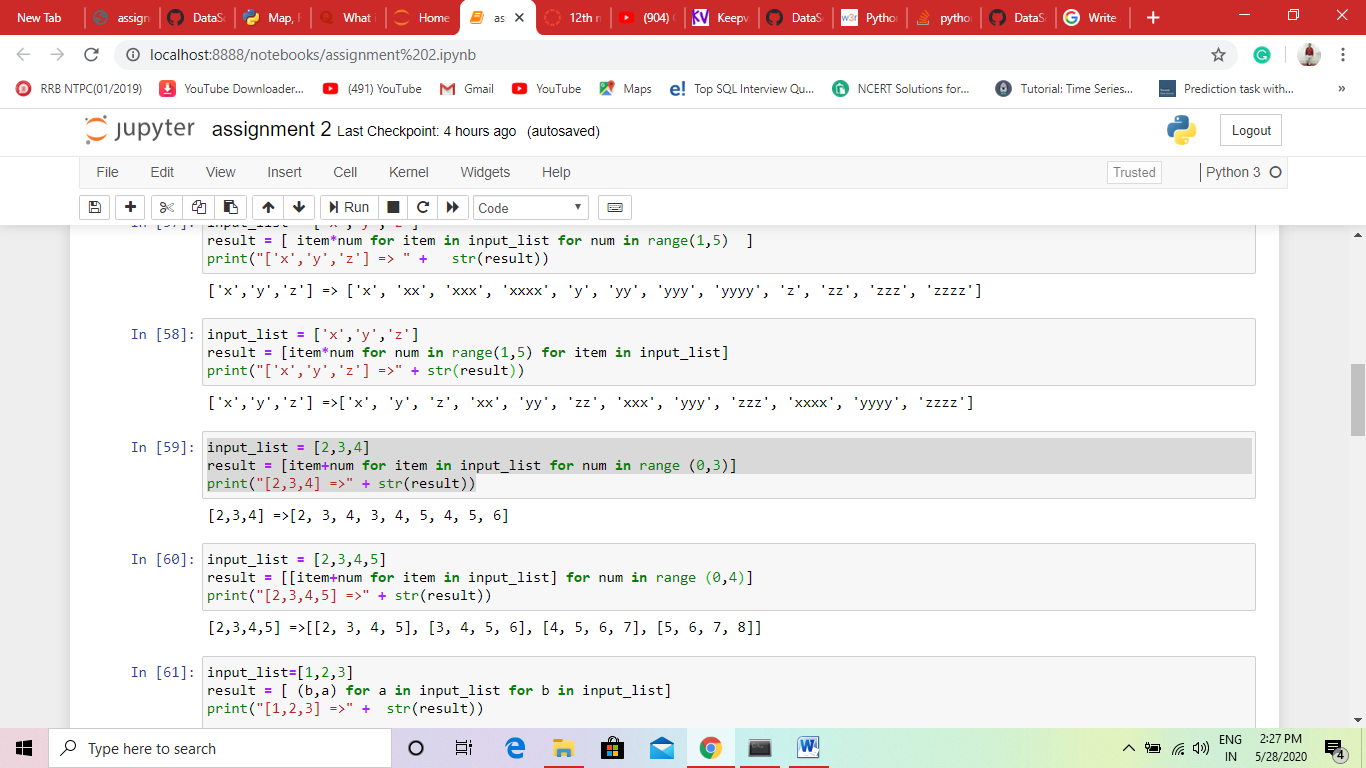 New Tab
assignm
DataSc
Map, F
What i
Home
as
12th n
(904)
Keepv
DataSc
Pytho
pytho
DataSc
Write
localhost:8888/notebooks/assignment%202.ipynb
RRB NTPC(01/2019)
YouTube Downloader...
(491) YouTube
Gmail
YouTube
Maps
e! Top SQL Interview Qu...
NCERT Solutions for...
Tutorial: Time Series...
Prediction task with...
»
jupyter assignment 2 Last Checkpoint: 4 hours ago (autosaved)
Logout
File Edit View Insert Cell Kernel Widgets Help
Trusted
Python 3
Run
Code
result = [ item*num for item in input_list for num in range(1,5)  ]
print("['x','y','z'] => " +   str(result))
['x','y','z'] => ['x', 'xx', 'xxx', 'xxxx', 'y', 'yy', 'yyy', 'yyyy', 'z', 'zz', 'zzz', 'zzzz']
In [58]: input_list = ['x','y','z']
result = [item*num for num in range(1,5) for item in input_list]
print("['x','y','z'] =>" + str(result))
['x','y','z'] =>['x', 'y', 'z', 'xx', 'yy', 'zz', 'xxx', 'yyy', 'zzz', 'xxxx', 'yyyy', 'zzzz']
In [59]: input_list = [2,3,4]
result = [item+num for item in input_list for num in range (0,3)]
print("[2,3,4] =>" + str(result))
[2,3,4] =>[2, 3, 4, 3, 4, 5, 4, 5, 6]
In [60]: input_list = [2,3,4,5]
result = [[item+num for item in input_list] for num in range (0,4)]
print("[2,3,4,5] =>" + str(result))
[2,3,4,5] =>[[2, 3, 4, 5], [3, 4, 5, 6], [4, 5, 6, 7], [5, 6, 7, 8]]
In [61]: input_list=[1,2,3]
result = [ (b,a) for a in input_list for b in input_list]
print("[1,2,3] =>" +  str(result))
Type here to search
ENG
IN
2:27 PM
5/28/2020
4